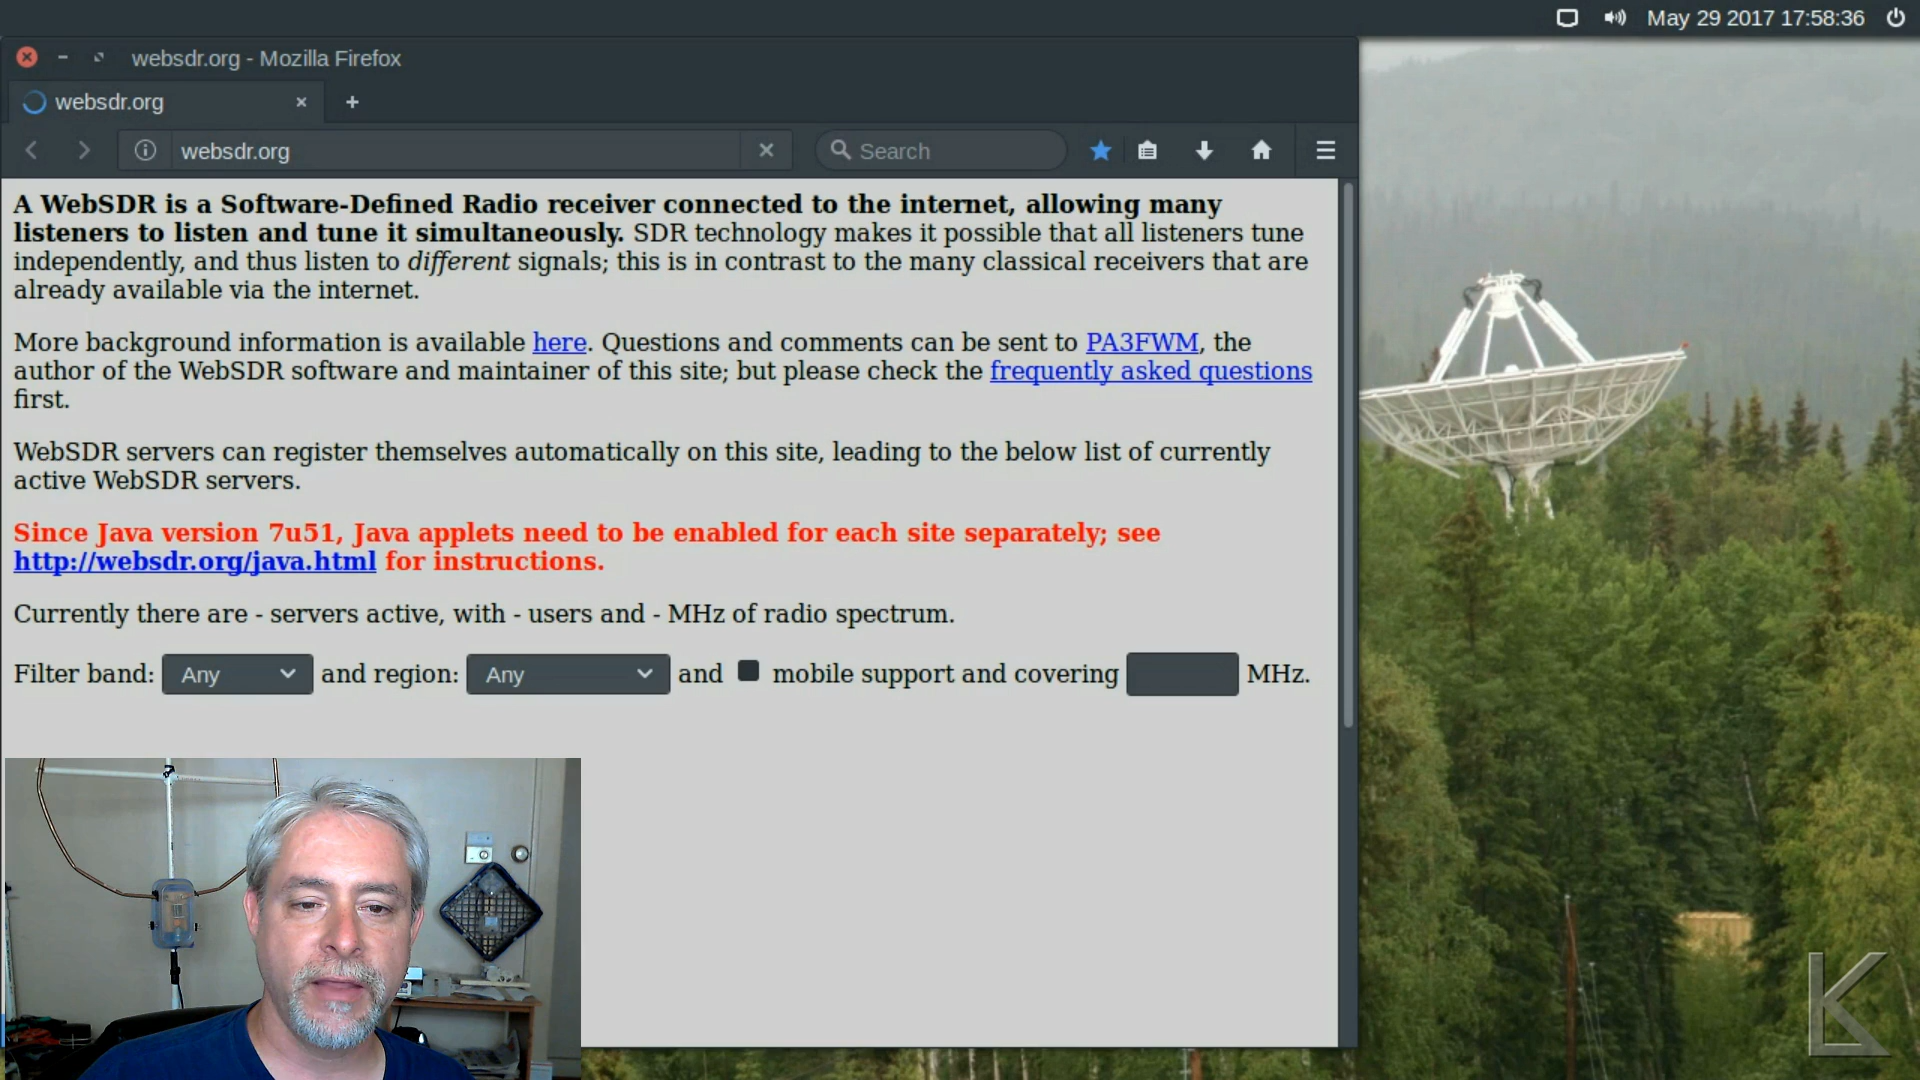 May 29 2017 17:58:36
websdr.org - Mozilla Firefox
websdr.org
websdr.org
Search
A WebSDR is a Software-Defined Radio receiver connected to the internet, allowing many
listeners to listen and tune it simultaneously. SDR technology makes it possible that all listeners tune
independently, and thus listen to different signals; this is in contrast to the many classical receivers that are
already available via the internet.
More background information is available here. Questions and comments can be sent to PA3FWM, the
author of the WebSDR software and maintainer of this site; but please check the frequently asked questions
first.
WebSDR servers can register themselves automatically on this site, leading to the below list of currently
active WebSDR servers.
Since Java version 7u51, Java applets need to be enabled for each site separately; see
http://websdr.org/java.html for instructions.
Currently there are - servers active, with - users and - MHz of radio spectrum.
Filter band: Any and region: Any and mobile support and covering MHz.
LK